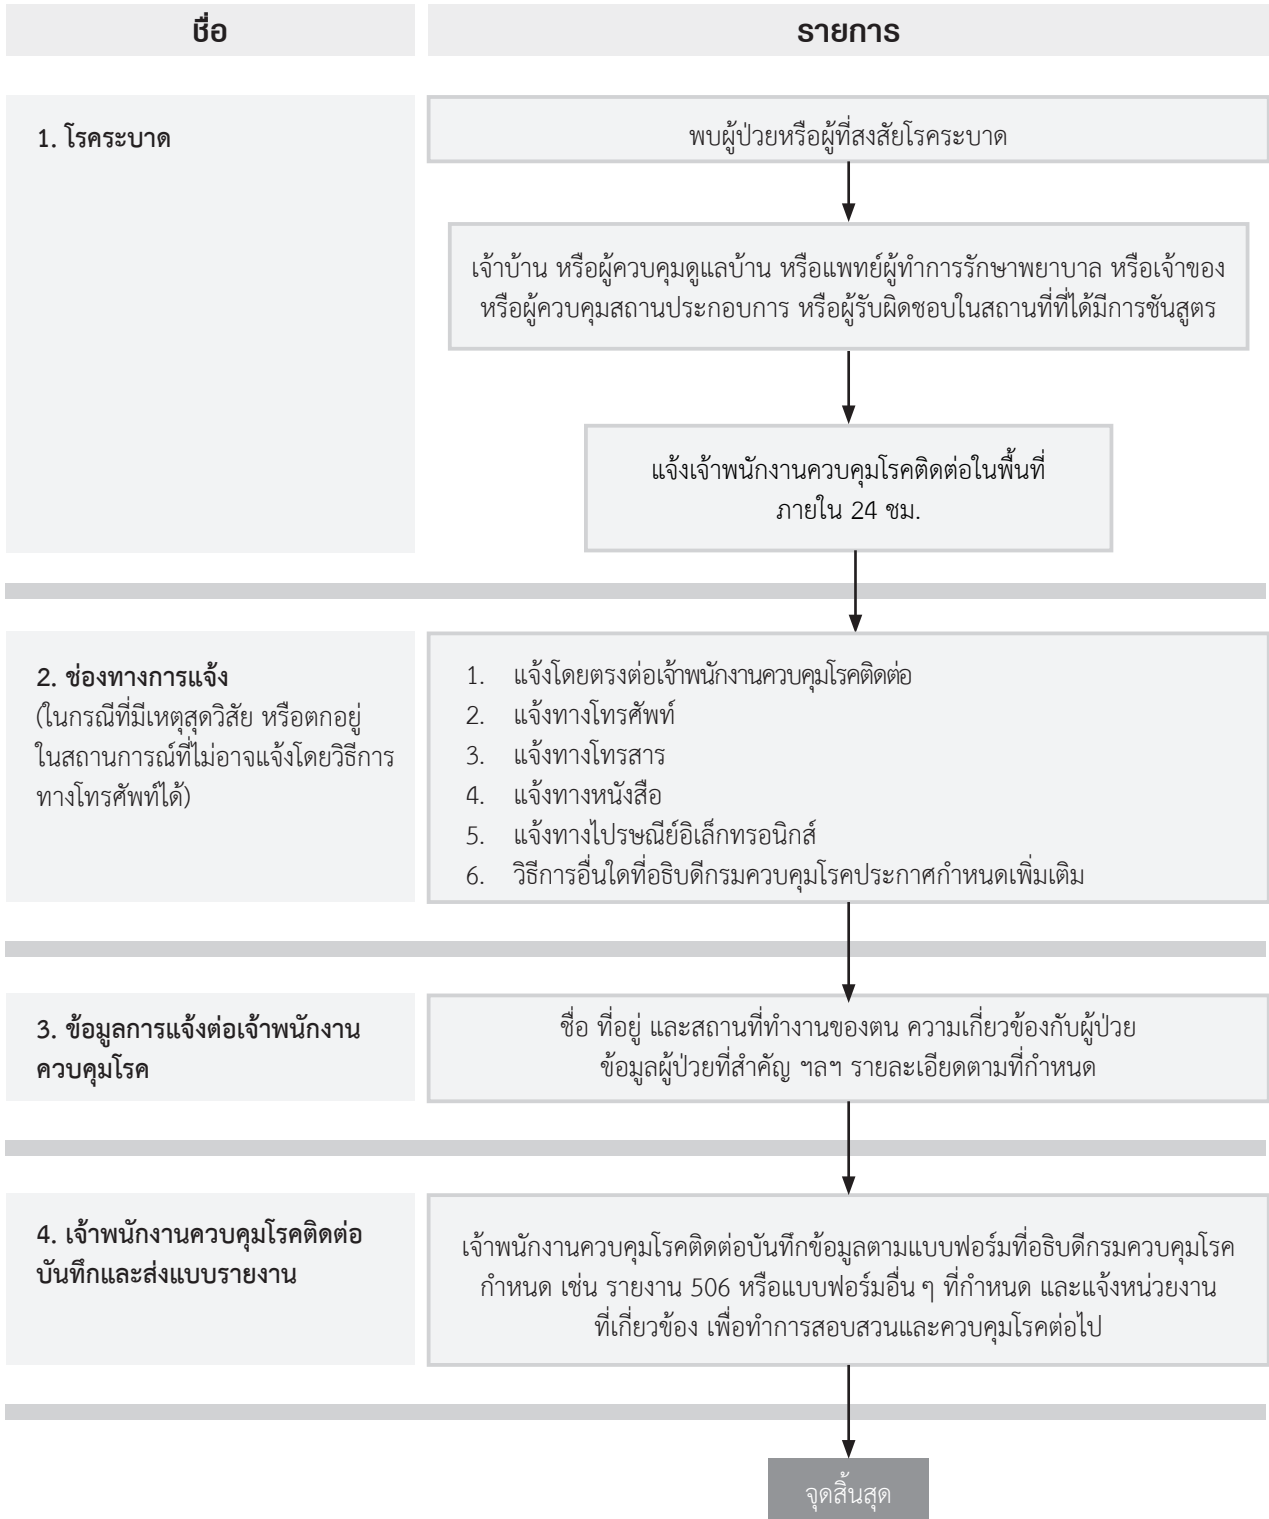 ชื่อ
รายการ
1. โรคระบาด
พบผู้ป่วยหรือผู้ที่สงสัยโรคระบาด
เจ้าบ้าน หรือผู้ควบคุมดูแลบ้าน หรือแพทย์ผู้ทำการรักษาพยาบาล หรือเจ้าของ
หรือผู้ควบคุมสถานประกอบการ หรือผู้รับผิดชอบในสถานที่ที่ได้มีการชันสูตร
แจ้งเจ้าพนักงานควบคุมโรคติดต่อในพื้นที่
ภายใน 24 ชม.
2. ช่องทางการแจ้ง
(ในกรณีที่มีเหตุสุดวิสัย หรือตกอยู่
ในสถานการณ์ที่ไม่อาจแจ้งโดยวิธีการ
ทางโทรศัพท์ได้)
1. แจ้งโดยตรงต่อเจ้าพนักงานควบคุมโรคติดต่อ
2. แจ้งทางโทรศัพท์
3. แจ้งทางโทรสาร
4. แจ้งทางหนังสือ
5. แจ้งทางไปรษณีย์อิเล็กทรอนิกส์
6. วิธีการอื่นใดที่อธิบดีกรมควบคุมโรคประกาศกำหนดเพิ่มเติม
3. ข้อมูลการแจ้งต่อเจ้าพนักงาน
ควบคุมโรค
ชื่อ ที่อยู่ และสถานที่ทำงานของตน ความเกี่ยวข้องกับผู้ป่วย
ข้อมูลผู้ป่วยที่สำคัญ ฯลฯ รายละเอียดตามที่กำหนด
4. เจ้าพนักงานควบคุมโรคติดต่อ
บันทึกและส่งแบบรายงาน
เจ้าพนักงานควบคุมโรคติดต่อบันทึกข้อมูลตามแบบฟอร์มที่อธิบดีกรมควบคุมโรค
กำหนด เช่น รายงาน 506 หรือแบบฟอร์มอื่น ๆ ที่กำหนด และแจ้งหน่วยงาน
ที่เกี่ยวข้อง เพื่อทำการสอบสวนและควบคุมโรคต่อไป
จุดสิ้นสุด